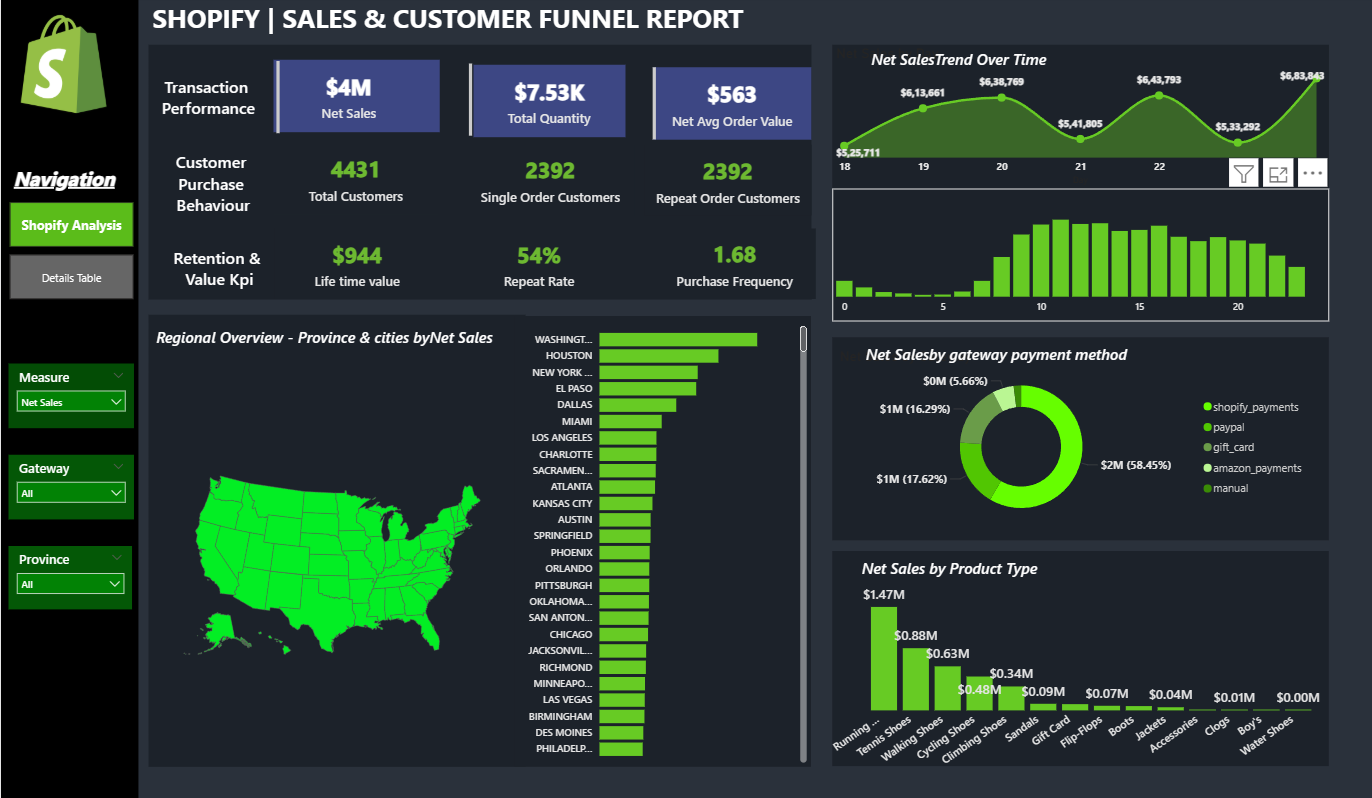 SHOPIFY | SALES & CUSTOMER FUNNEL REPORT
S
Navigation
Shopify Analysis
Details Table
Measure
Net Sales
Gateway
All
Province
All
Transaction
Performance
$4M
Net Sales
$7.53K
Total Quantity
$563
Net Avg Order Value
Customer
Purchase
Behaviour
4431
Total Customers
2392
Single Order Customers
2392
Repeat Order Customers
Retention &
Value Kpi
$944
Life time value
54%
Repeat Rate
1.68
Purchase Frequency
Regional Overview - Province & cities byNet Sales
WASHINGT...
HOUSTON
NEW YORK ...
EL PASO
DALLAS
MIAMI
LOS ANGELES
CHARLOTTE
SACRAMEN...
ATLANTA
KANSAS CITY
AUSTIN
SPRINGFIELD
PHOENIX
ORLANDO
PITTSBURGH
OKLAHOMA...
SAN ANTON...
CHICAGO
JACKSONVIL...
RICHMOND
MINNEAPO...
LAS VEGAS
BIRMINGHAM
DES MOINES
PHILADELP...
Net SalesTrend Over Time
$5,25,711
$6,13,661
$6,38,769
$5,41,805
$6,43,793
$5,33,292
$6,83,843
18 19 20 21 22
0 5 10 15 20
Net Salesby gateway payment method
$0M (5.66%)
$1M (16.29%)
$1M (17.62%)
$2M (58.45%)
shopify_payments
paypal
gift_card
amazon_payments
manual
Net Sales by Product Type
$1.47M
$0.88M
$0.63M
$0.48M
$0.34M
$0.09M
$0.07M
$0.04M
$0.01M
$0.00M
Running ...
Tennis Shoes
Walking Shoes
Cycling Shoes
Climbing Shoes
Sandals
Gift Card
Flip-Flops
Boots
Jackets
Accessories
Clogs
Boy's
Water Shoes